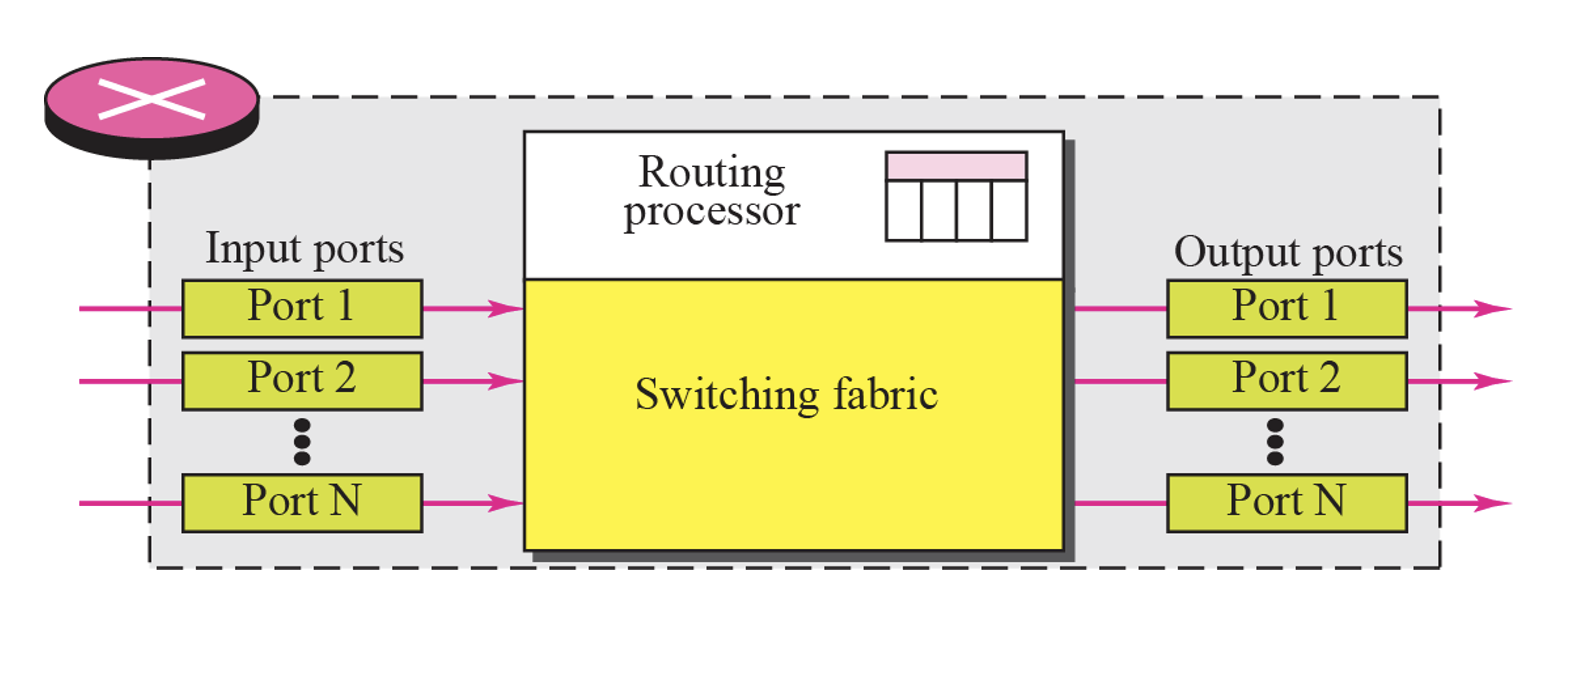 Routing
processor
Input ports
Output ports
Port 1
Port 1
Port 2
Port 2
Switching fabric
Port N
Port N